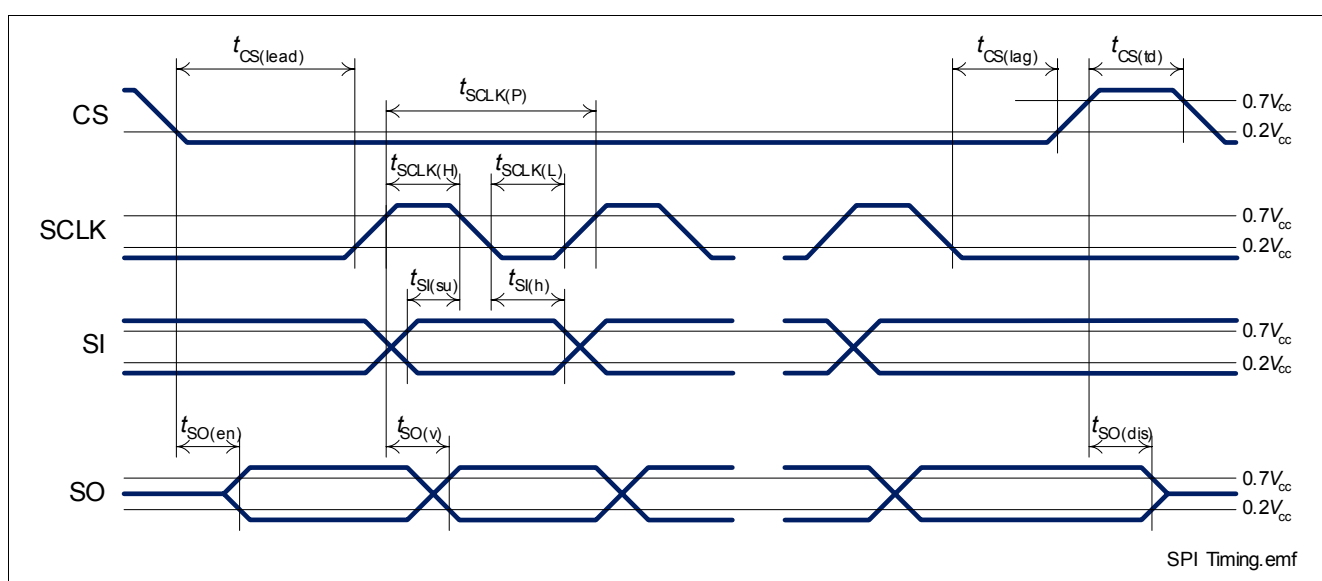 tCS(lead)
tCS(lag)
tCS(td)
tSCLK(P)
CS
0.7Vcc
0.2Vcc
tSCLK(H)
tSCLK(L)
SCLK
0.7Vcc
0.2Vcc
tSI(su)
tSI(h)
SI
0.7Vcc
0.2Vcc
tSO(en)
tSO(v)
tSO(dis)
SO
0.7Vcc
0.2Vcc
SPI Timing.emf